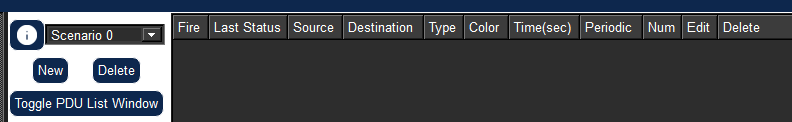 Fire Last Status Source Destination Type Color Time(sec) Periodic Num Edit Delete
i Scenario 0
New Delete
Toggle PDU List Window